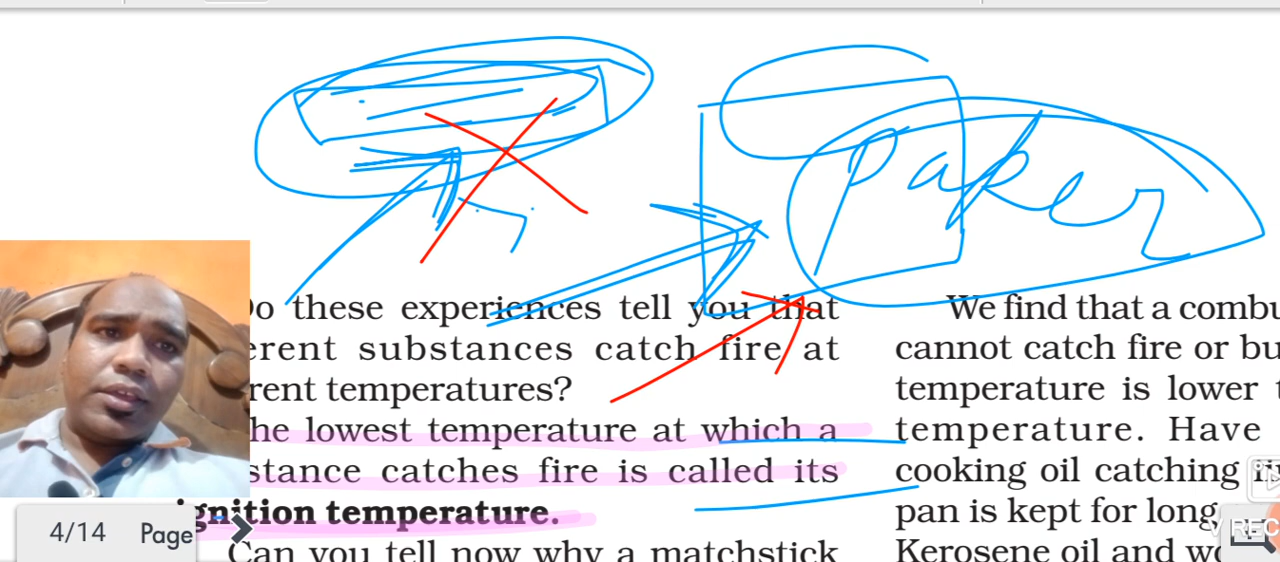 paper
Do these experiences tell you that
erent substances catch fire at
rent temperatures?
he lowest temperature at which a
stance catches fire is called its
ignition temperature.
Can you tell now why a matchstick
We find that a combu
cannot catch fire or bu
temperature is lower t
temperature. Have
cooking oil catching fi
pan is kept for long
Kerosene oil and wo
4/14 Page
REC